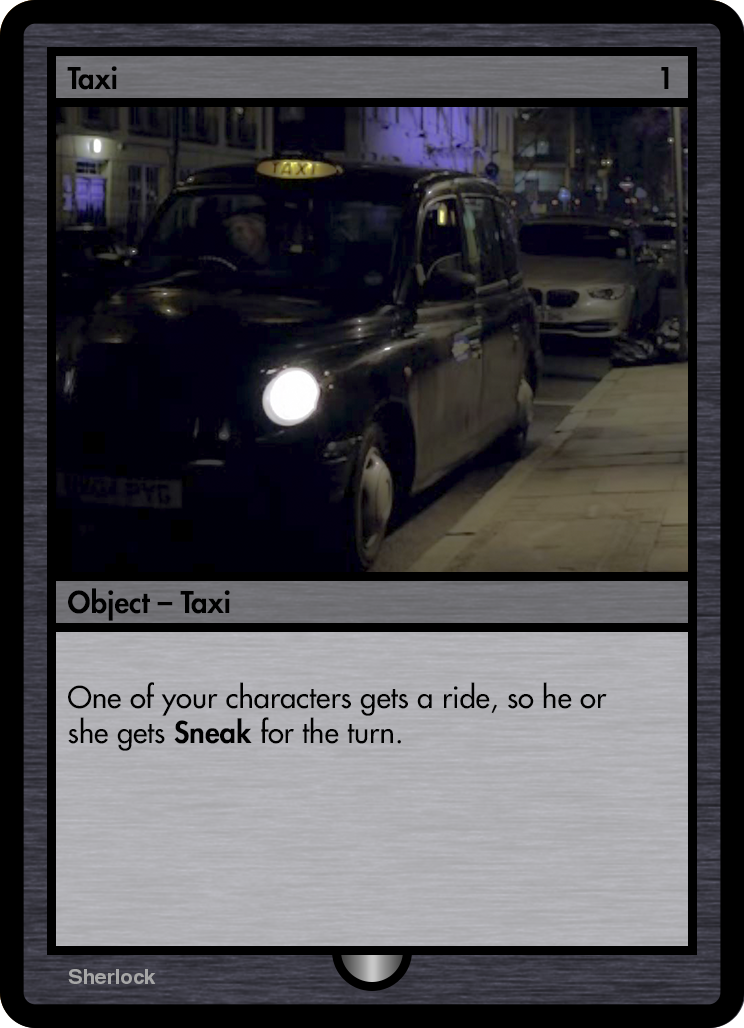 Taxi 1
TAXI
Object – Taxi
One of your characters gets a ride, so he or
she gets Sneak for the turn.
Sherlock